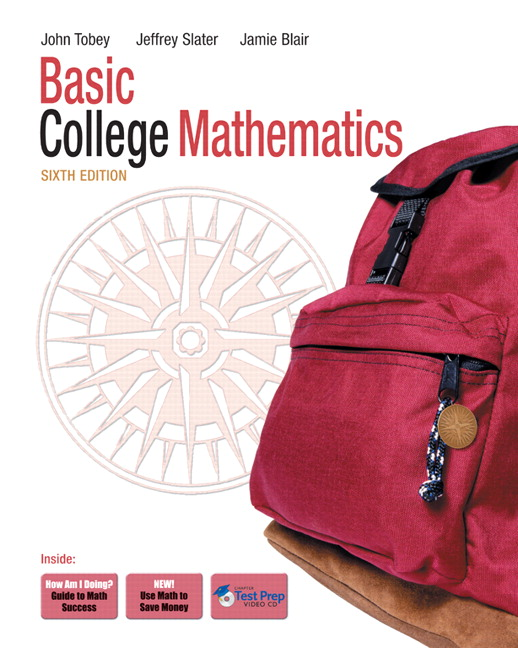 John Tobey Jeffrey Slater Jamie Blair
Basic
College Mathematics
SIXTH EDITION
Inside:
How Am I Doing?
Guide to Math
Success
NEW!
Use Math to
Save Money
CHAPTER
Test Prep
VIDEO CD